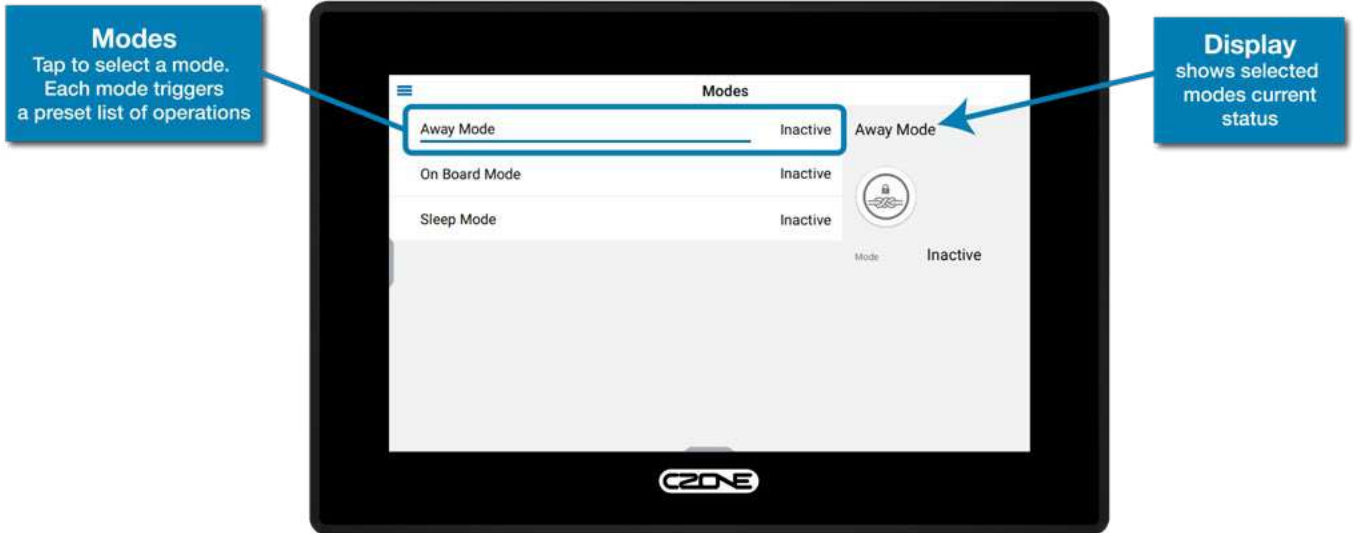 Modes
Tap to select a mode.
Each mode triggers
a preset list of operations
Display
shows selected
modes current
status
Modes
Away Mode Inactive
On Board Mode Inactive
Sleep Mode Inactive
Away Mode
Mode Inactive
CZONE